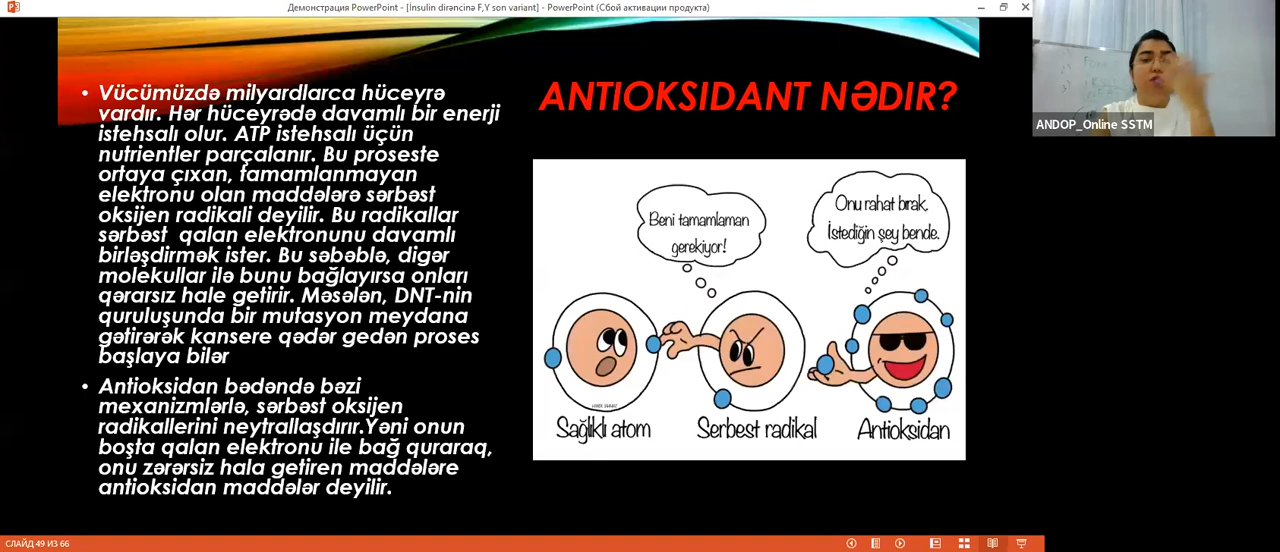 Демонстрация PowerPoint - [İnsulin dirəncinə F,Y son variant] - PowerPoint (Сбой активации продукта)
ANTIOKSIDANT NƏDIR?
• Vücümüzdə milyardlarca hüceyrə
vardır. Hər hüceyrədə davamlı bir enerji
istehsalı olur. ATP istehsalı üçün
nutrientler parçalanır. Bu proseste
ortaya çıxan, tamamlanmayan
elektronu olan maddələrə sərbəst
oksijen radikali deyilir. Bu radikallar
sərbəst qalan elektronunu davamlı
birləşdirmək ister. Bu səbəblə, digər
molekullar ilə bunu bağlayırsa onları
qərarsız hale getirir. Məsələn, DNT-nin
quruluşunda bir mutasyon meydana
gətirərək kansere qədər gedən proses
başlaya bilər
• Antioksidan bədəndə bəzi
mexanizmlərlə, sərbəst oksijen
radikallerini neytrallaşdırır.Yəni onun
boşta qalan elektronu ile bağ quraraq,
onu zərərsiz hala getiren maddələre
antioksidan maddələr deyilir.
Beni tamamlaman
gerekiyor!
Onu rahat bırak,
İstediğin şey bende.
Sağlıklı atom
Serbest radikal
Antioksidan
ANDOP_Online SSTM
СЛАЙД 49 ИЗ 66